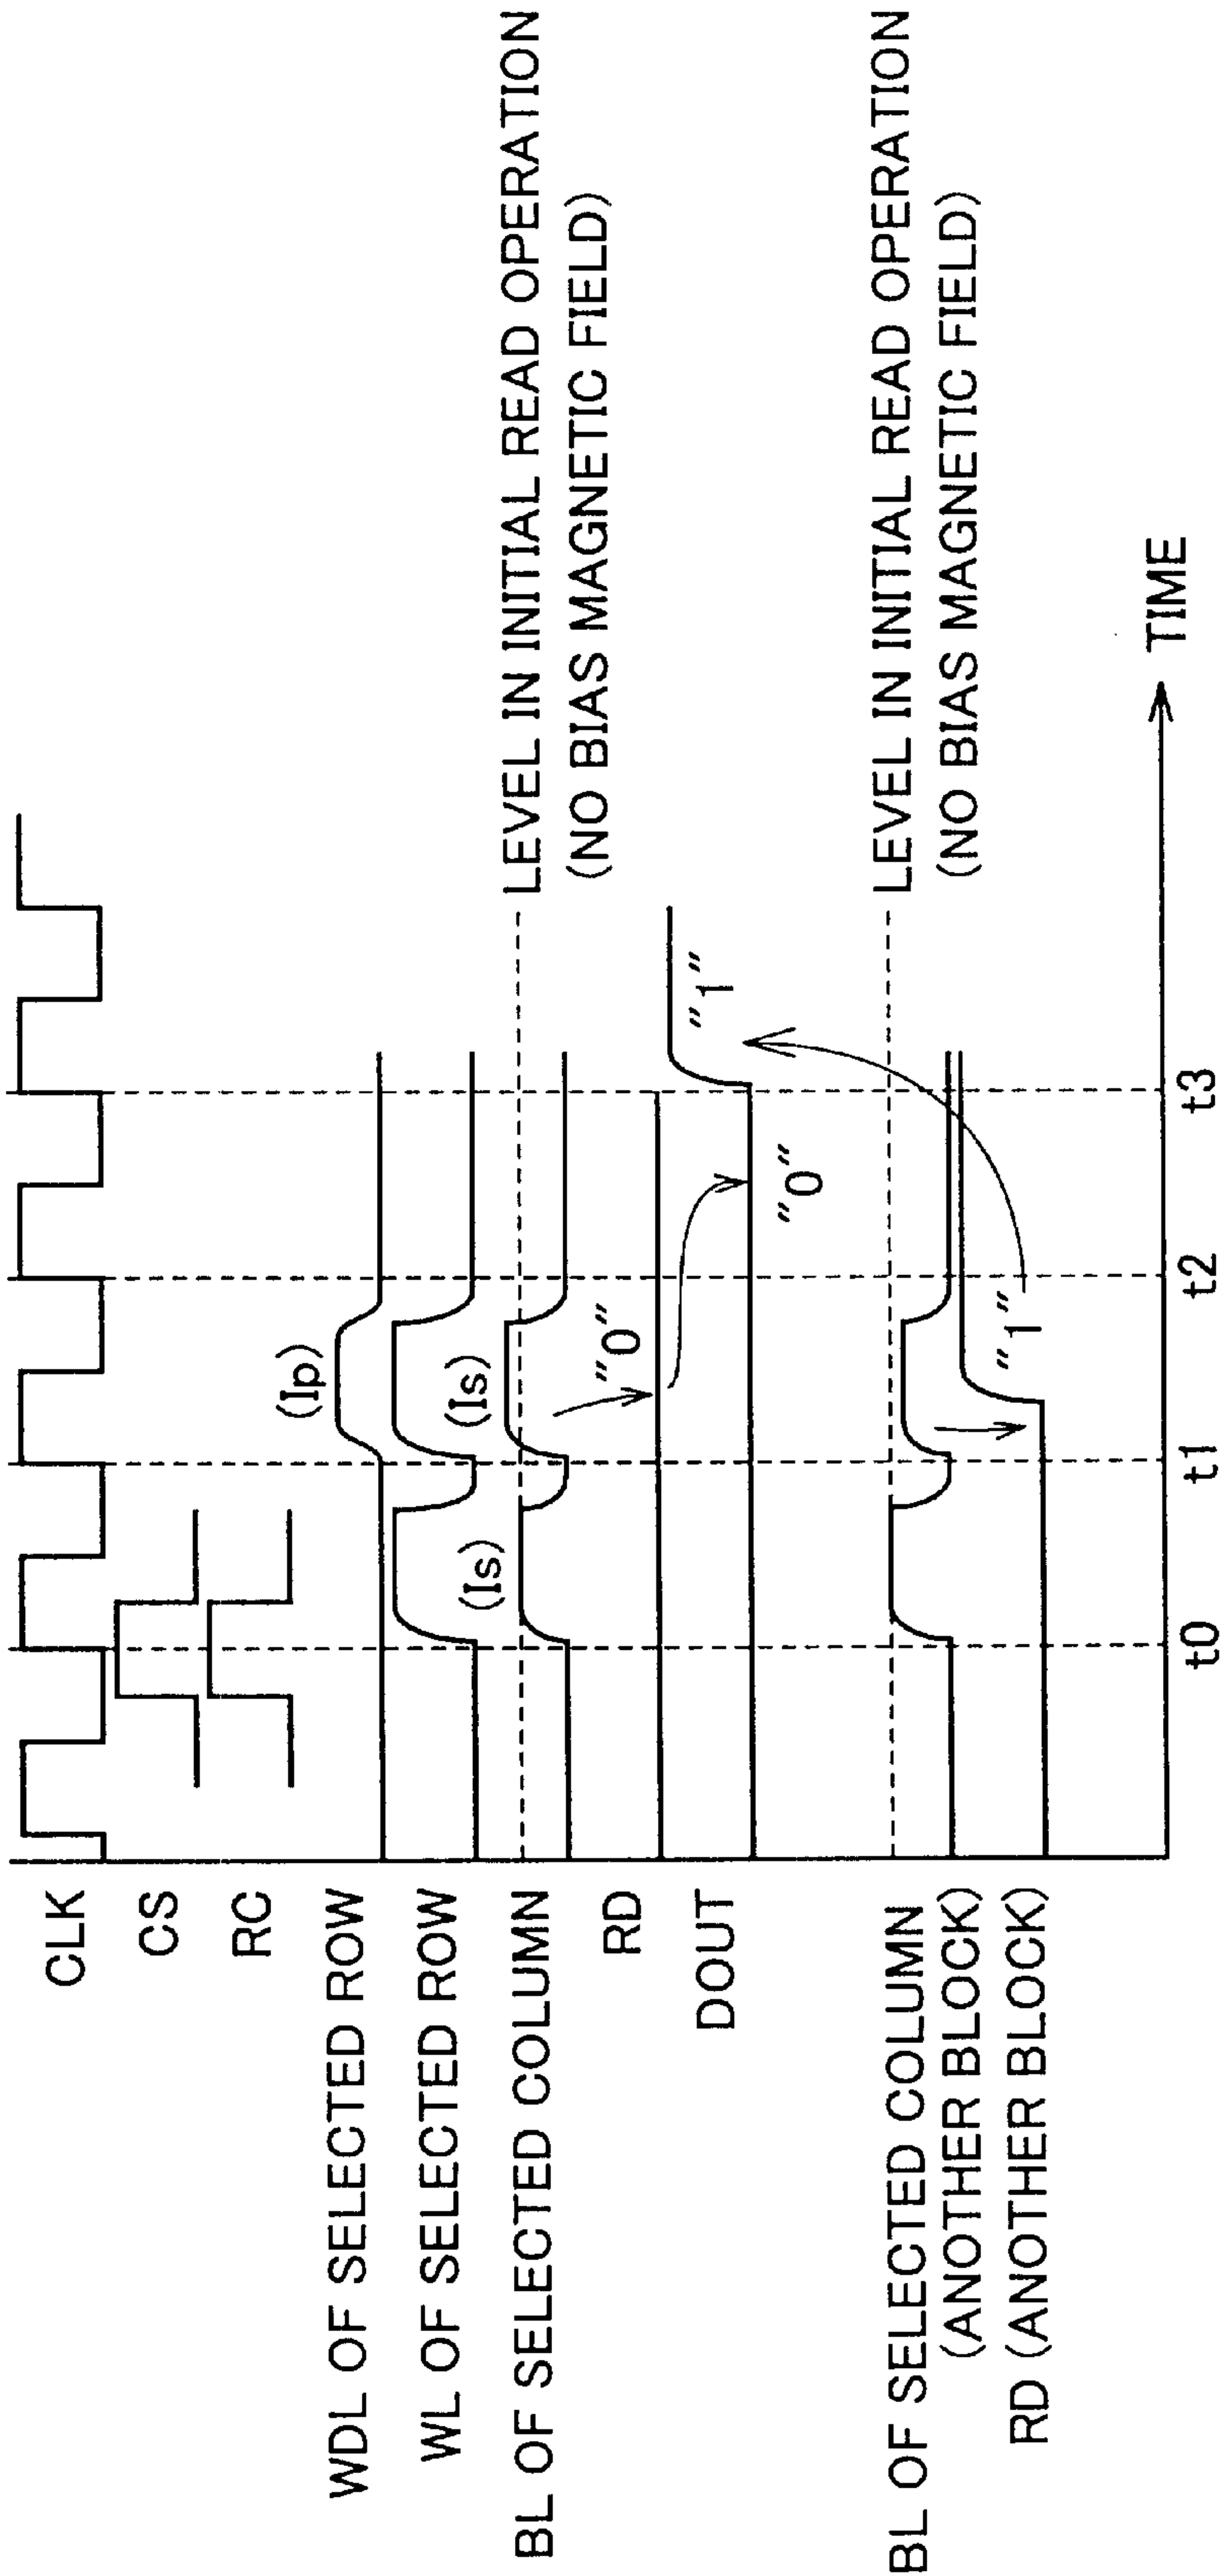 CLK
CS
RC
WDL OF SELECTED ROW
(Ip)
WL OF SELECTED ROW
(Is)
(Is)
BL OF SELECTED COLUMN
LEVEL IN INITIAL READ OPERATION
(NO BIAS MAGNETIC FIELD)
"0"
RD
DOUT
"0"
"1"
BL OF SELECTED COLUMN
(ANOTHER BLOCK)
LEVEL IN INITIAL READ OPERATION
(NO BIAS MAGNETIC FIELD)
RD (ANOTHER BLOCK)
"1"
t0
t1
t2
t3
TIME